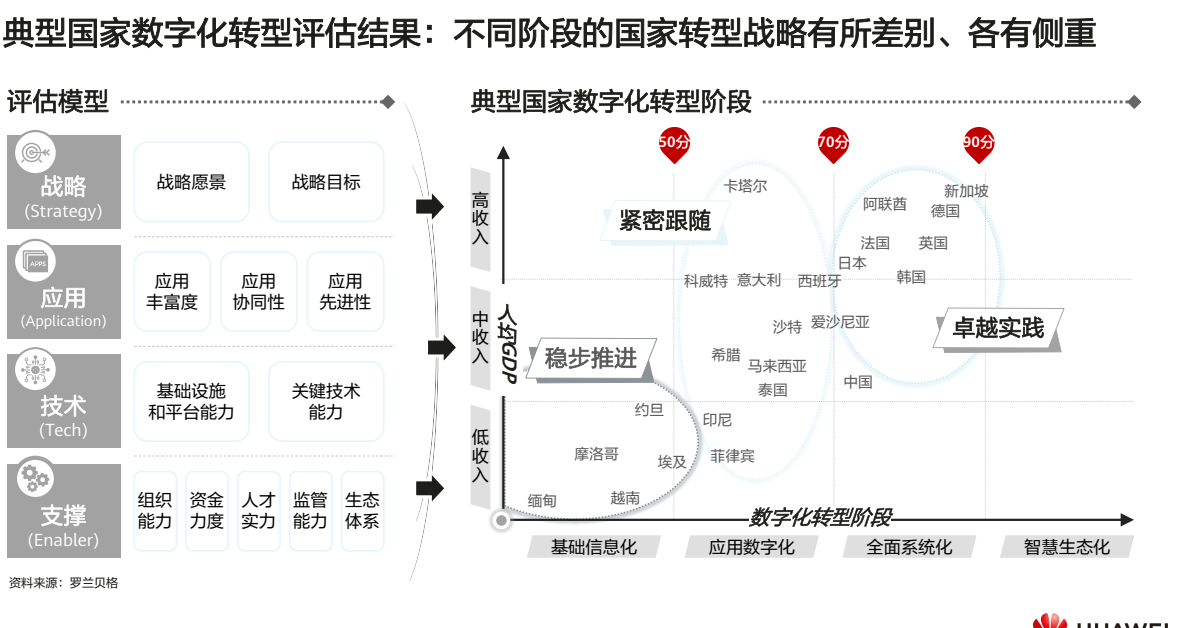 典型国家数字化转型评估结果：不同阶段的国家转型战略有所差别、各有侧重
评估模型
战略
(Strategy)
战略愿景
战略目标
APPS
应用
(Application)
应用
丰富度
应用
协同性
应用
先进性
技术
(Tech)
基础设施
和平台能力
关键技术
能力
支撑
(Enabler)
组织
能力
资金
力度
人才
实力
监管
能力
生态
体系
资料来源：罗兰贝格
典型国家数字化转型阶段
50分
70分
90分
高收入
中收入
低收入
人均GDP
紧密跟随
卓越实践
稳步推进
卡塔尔
新加坡
阿联酋
德国
法国
英国
日本
韩国
科威特
意大利
西班牙
沙特
爱沙尼亚
希腊
马来西亚
泰国
中国
约旦
印尼
摩洛哥
埃及
菲律宾
缅甸
越南
数字化转型阶段
基础信息化
应用数字化
全面系统化
智慧生态化
HUAWEI